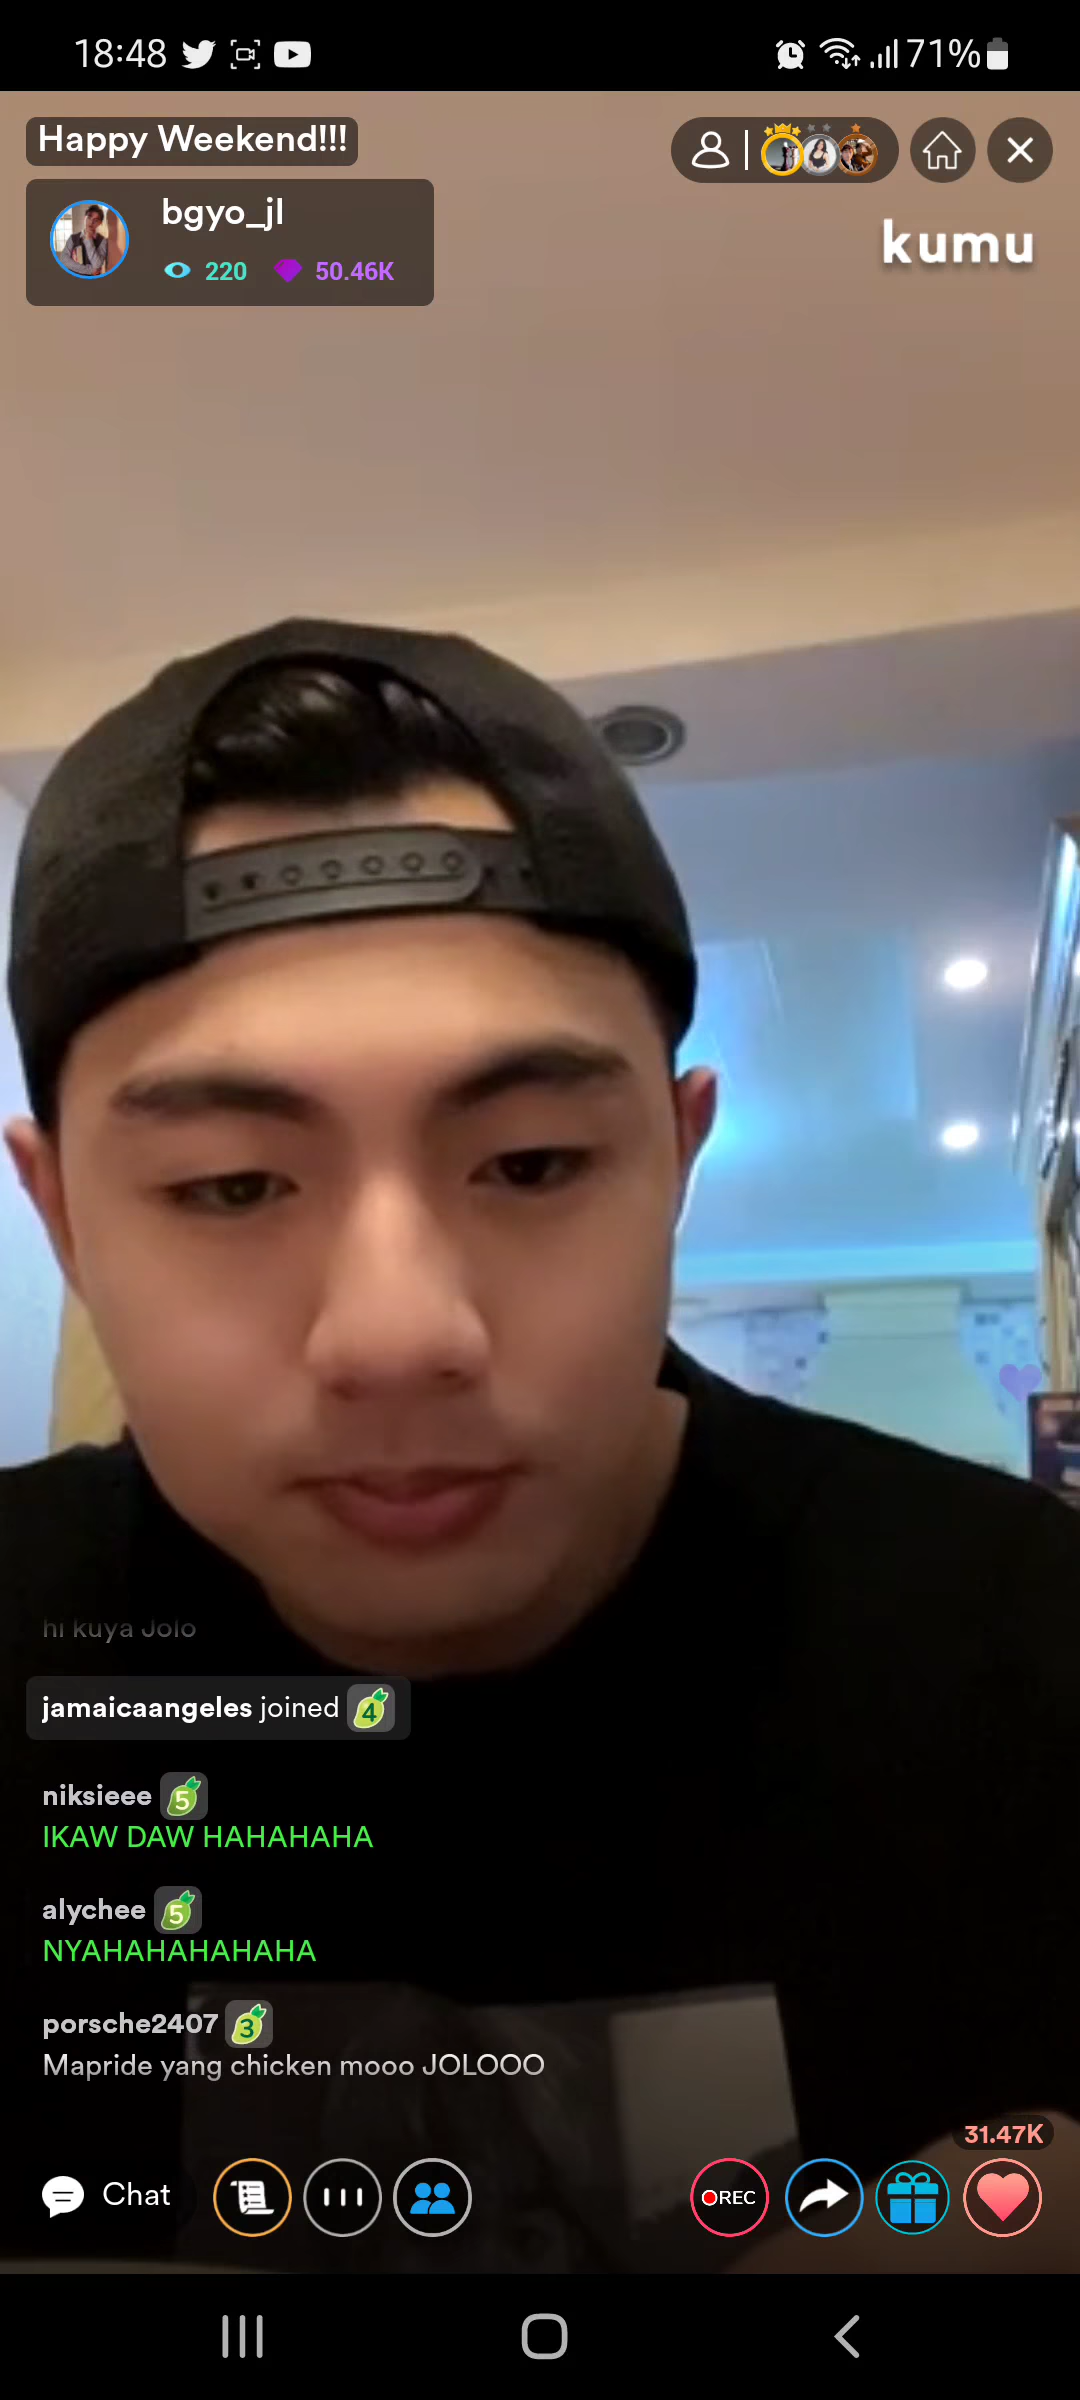 18:48
71%
Happy Weekend!!!
bgyo_jl
220 50.46K
kumu
hi kuya Jolo
jamaicaangeles joined 4
niksieee 5
IKAW DAW HAHAHAHA
alychee 5
NYAHAHAHAHAHA
porsche2407 3
Mapride yang chicken mooo JOLOOO
31.47K
Chat
REC